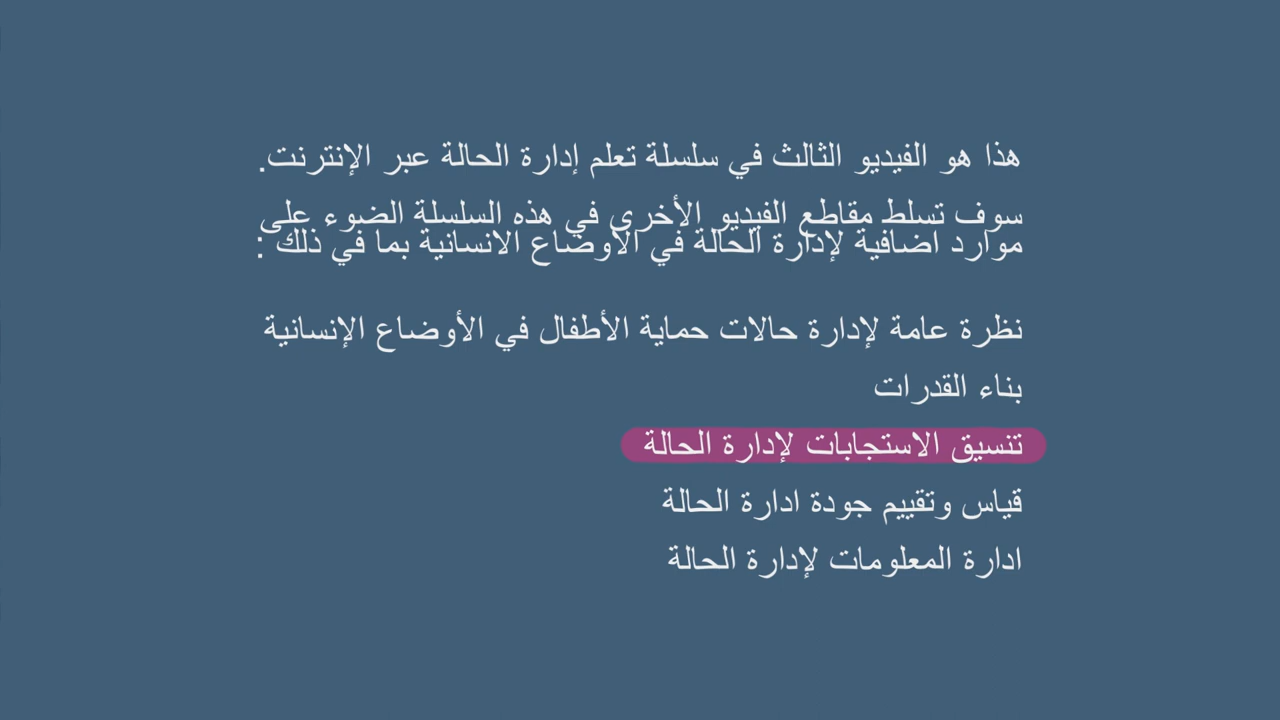 هذا هو الفيديو الثالث في سلسلة تعلم إدارة الحالة عبر الإنترنت.
سوف تسلط مقاطع الفيديو الأخرى في هذه السلسلة الضوء على
موارد اضافية لإدارة الحالة في الأوضاع الانسانية بما في ذلك :
نظرة عامة لإدارة حالات حماية الأطفال في الأوضاع الإنسانية
بناء القدرات
تنسيق الاستجابات لإدارة الحالة
قياس وتقييم جودة ادارة الحالة
ادارة المعلومات لإدارة الحالة